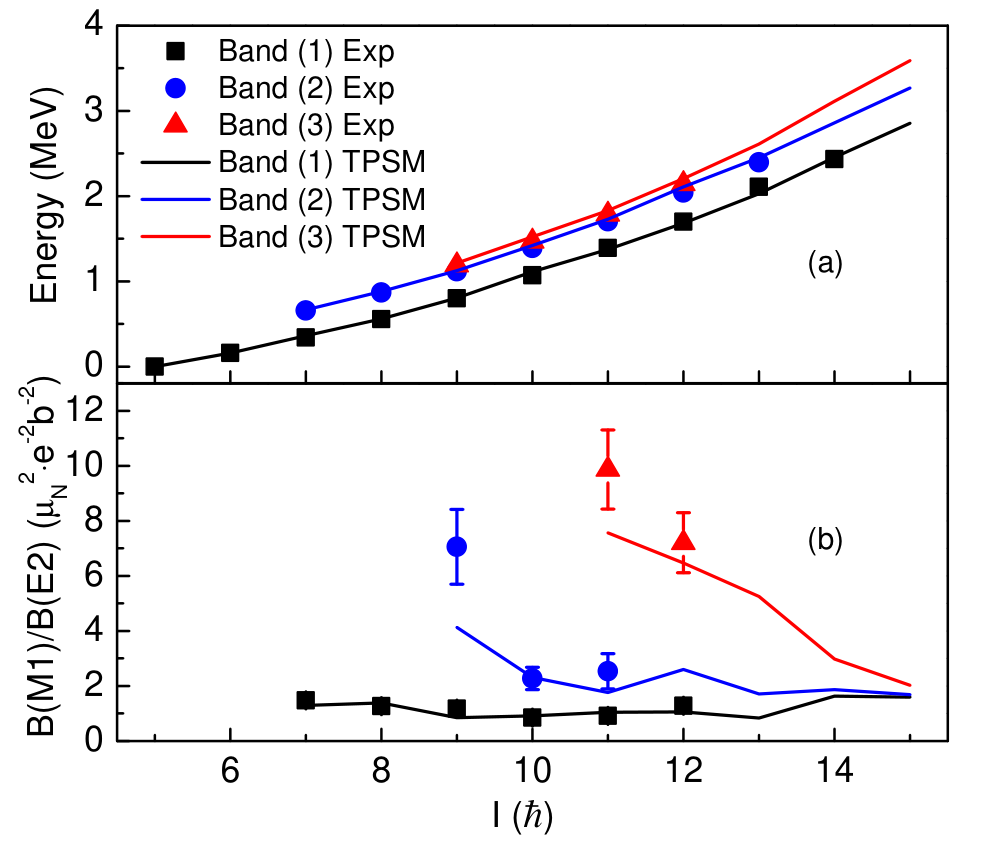 4
3
2
1
0
Energy (MeV)
Band (1) Exp
Band (2) Exp
Band (3) Exp
Band (1) TPSM
Band (2) TPSM
Band (3) TPSM
(a)
12
10
8
6
4
2
0
B(M1)/B(E2) (μN²·e⁻²b⁻²)
(b)
6 8 10 12 14
I (ℏ)